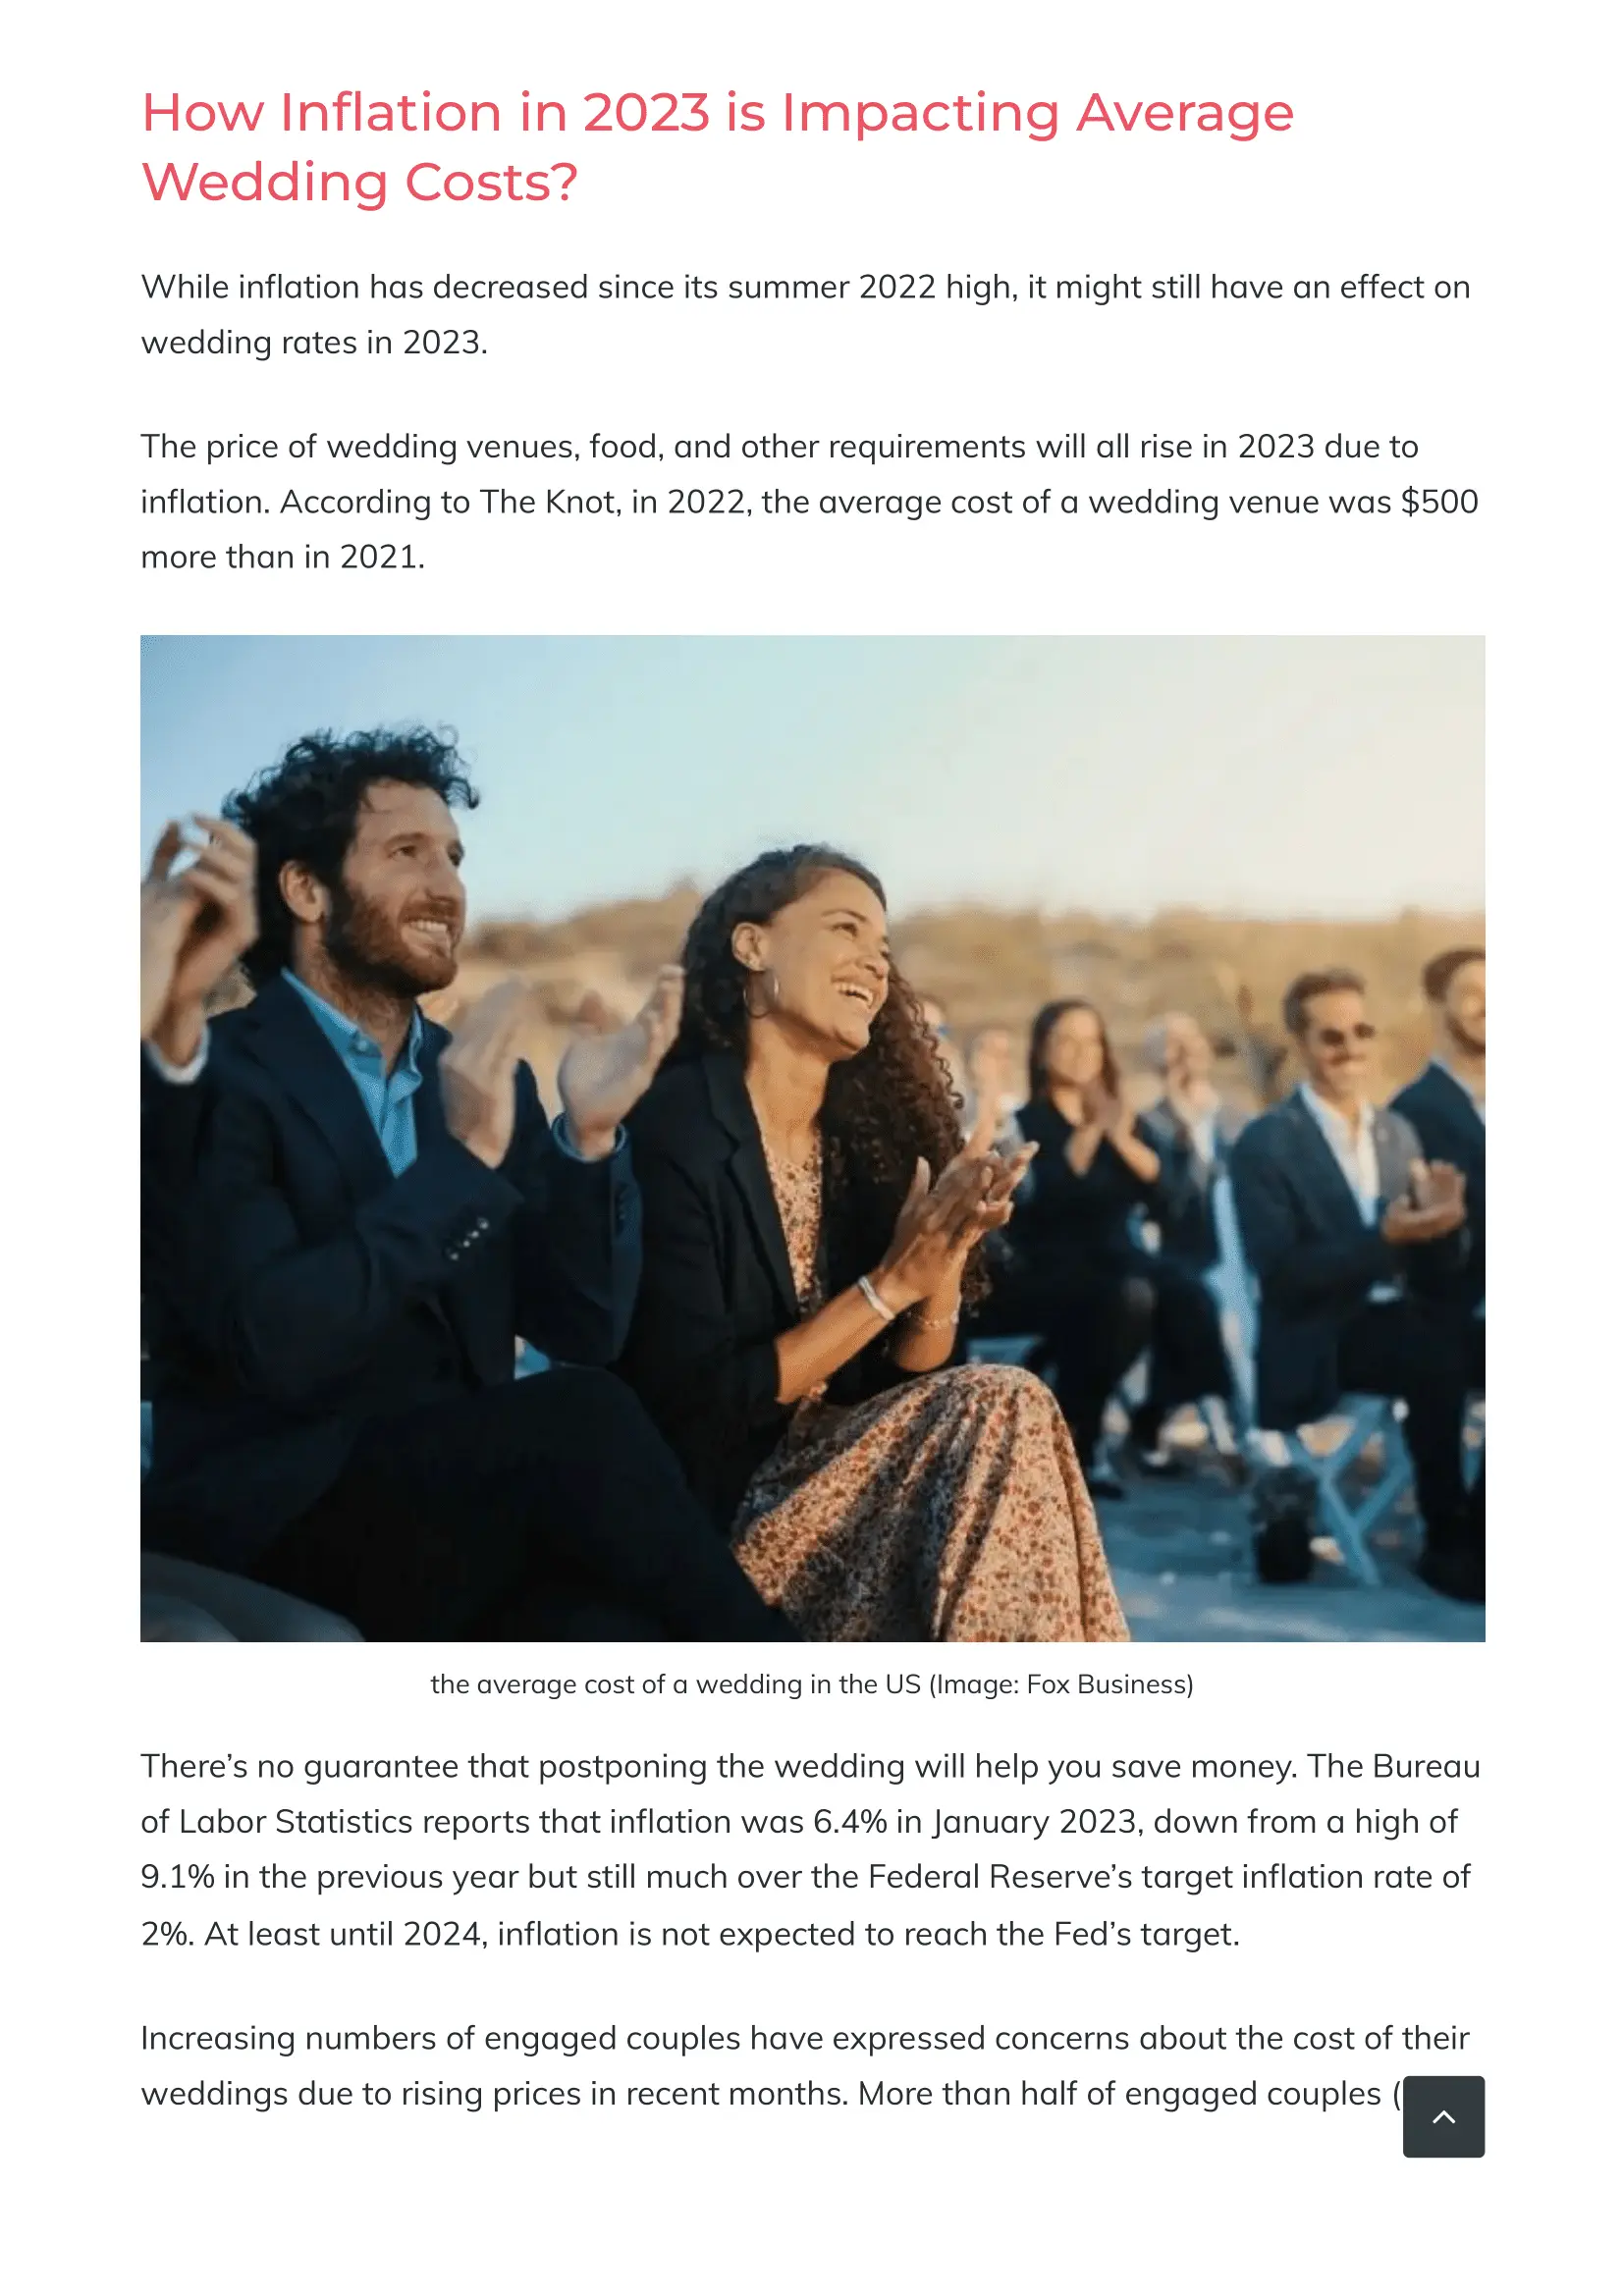 How Inflation in 2023 is Impacting Average
Wedding Costs?
While inflation has decreased since its summer 2022 high, it might still have an effect on
wedding rates in 2023.
The price of wedding venues, food, and other requirements will all rise in 2023 due to
inflation. According to The Knot, in 2022, the average cost of a wedding venue was $500
more than in 2021.
the average cost of a wedding in the US (Image: Fox Business)
There’s no guarantee that postponing the wedding will help you save money. The Bureau
of Labor Statistics reports that inflation was 6.4% in January 2023, down from a high of
9.1% in the previous year but still much over the Federal Reserve’s target inflation rate of
2%. At least until 2024, inflation is not expected to reach the Fed’s target.
Increasing numbers of engaged couples have expressed concerns about the cost of their
weddings due to rising prices in recent months. More than half of engaged couples (